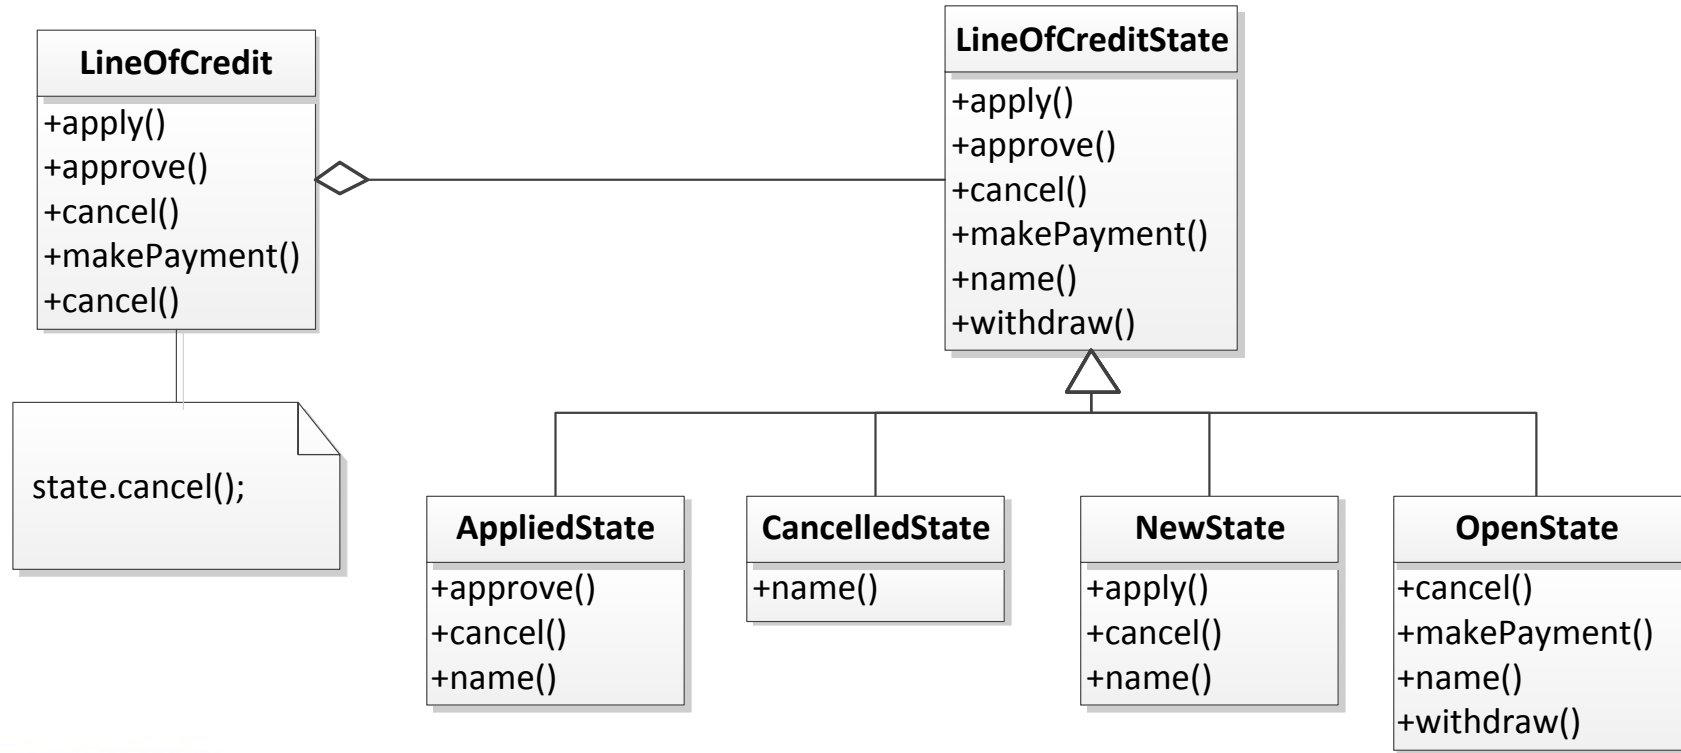 LineOfCredit
+apply()
+approve()
+cancel()
+makePayment()
+cancel()
state.cancel();
LineOfCreditState
+apply()
+approve()
+cancel()
+makePayment()
+name()
+withdraw()
AppliedState
+approve()
+cancel()
+name()
CancelledState
+name()
NewState
+apply()
+cancel()
+name()
OpenState
+cancel()
+makePayment()
+name()
+withdraw()